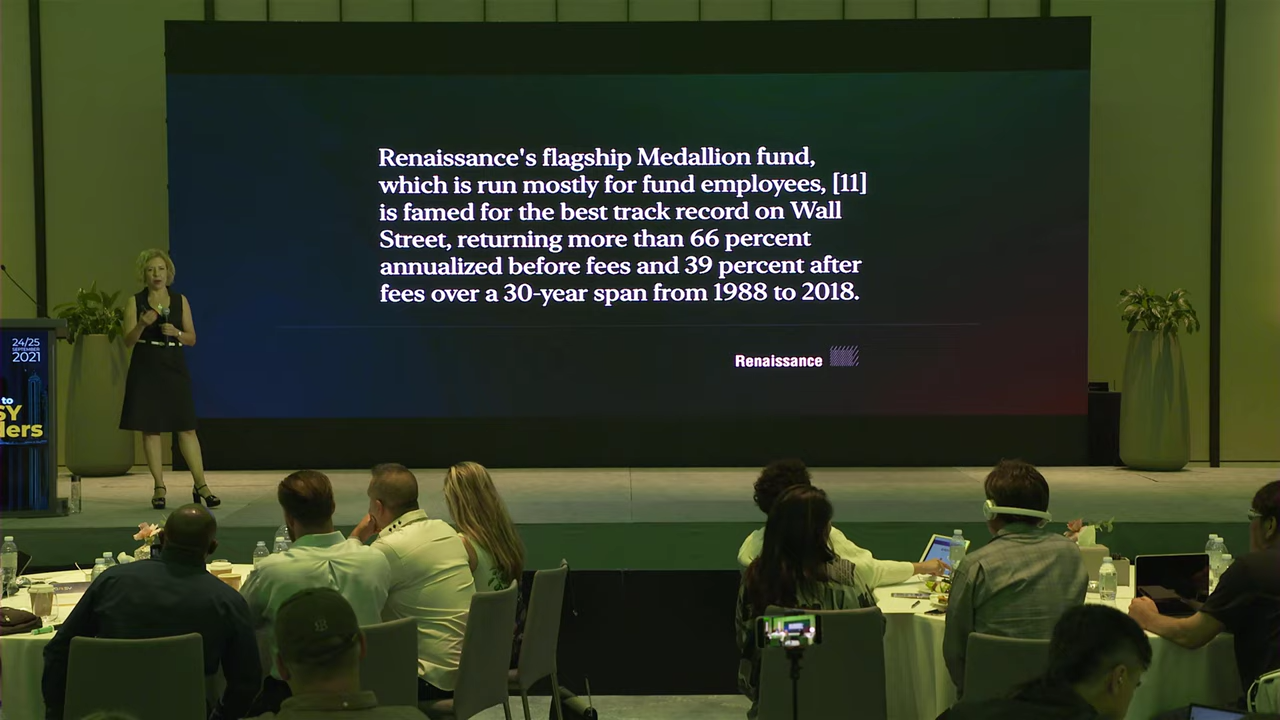 Renaissance's flagship Medallion fund,
which is run mostly for fund employees, [11]
is famed for the best track record on Wall
Street, returning more than 66 percent
annualized before fees and 39 percent after
fees over a 30-year span from 1988 to 2018.
Renaissance
24/25
SEPTEMBER
2021
to